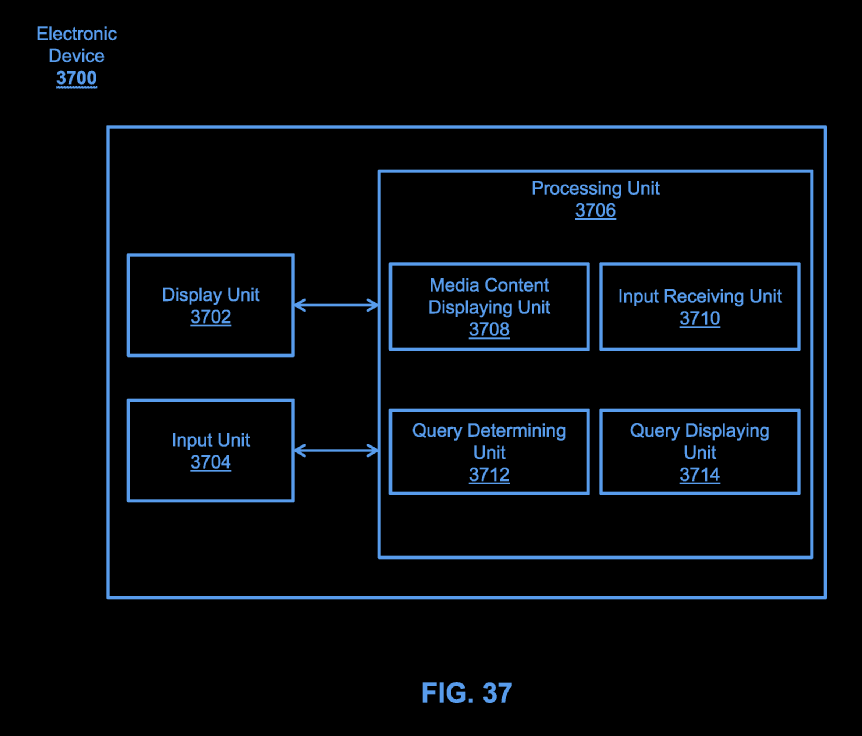 Electronic
Device
3700
Processing Unit
3706
Display Unit
3702
Media Content
Displaying Unit
3708
Input Receiving Unit
3710
Input Unit
3704
Query Determining
Unit
3712
Query Displaying
Unit
3714
FIG. 37